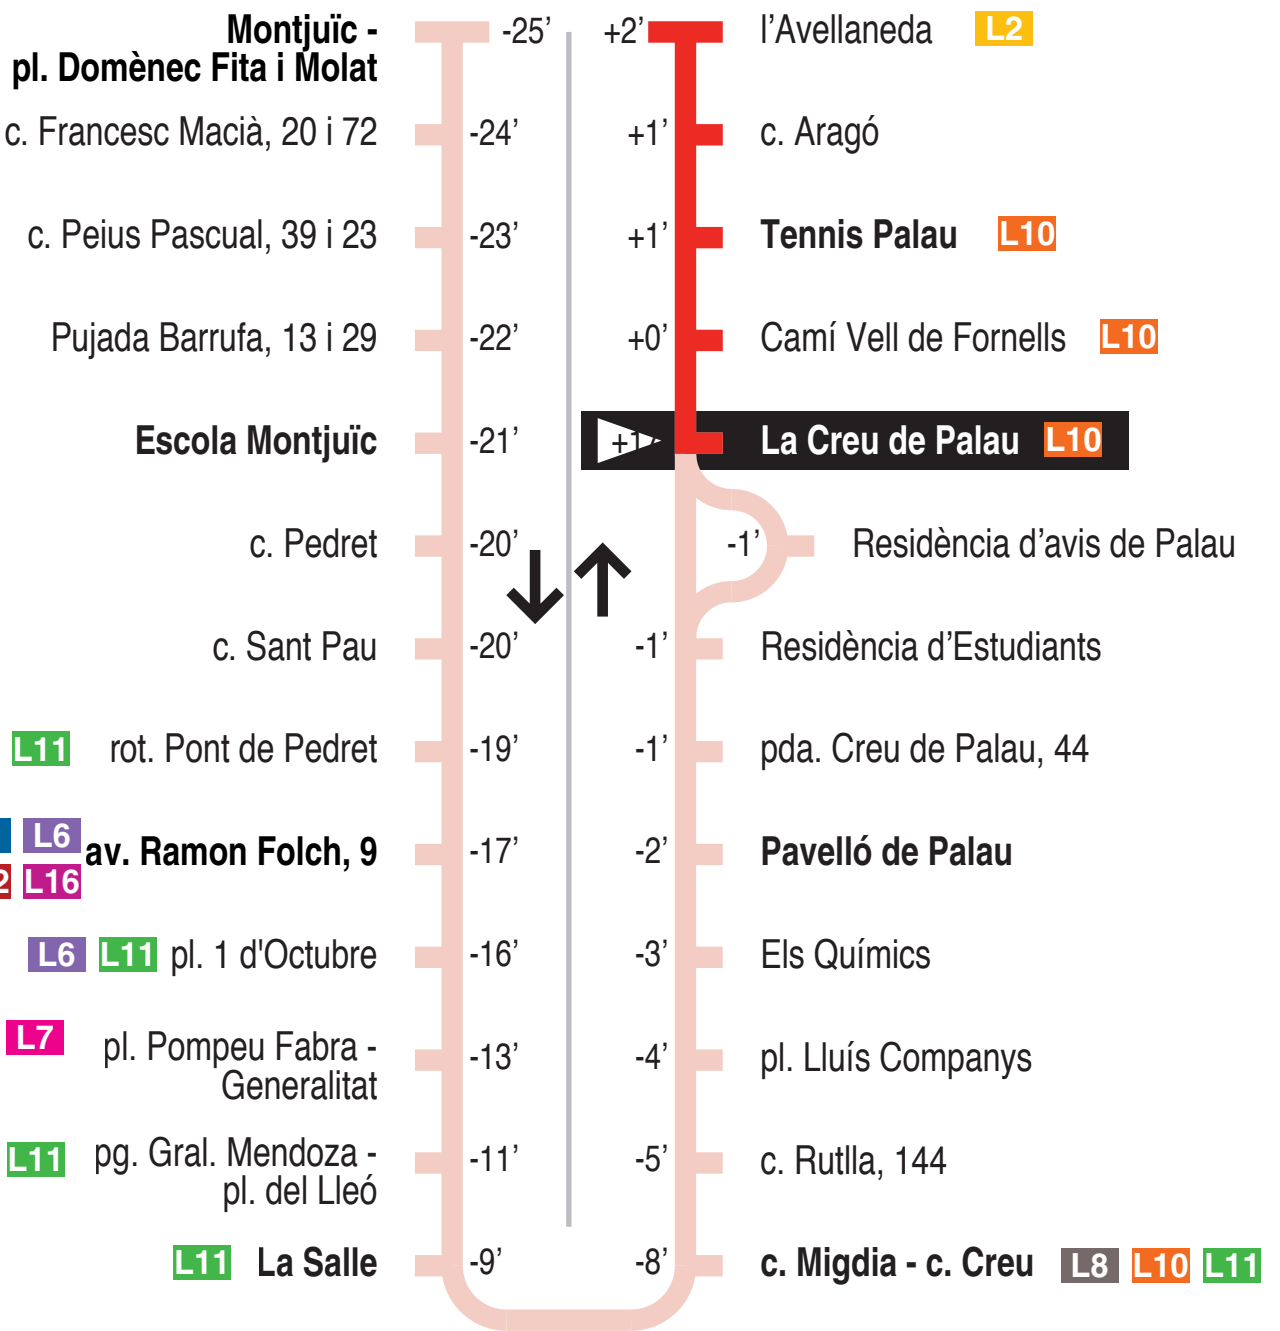 Montjuïc -
pl. Domènec Fita i Molat
-25’
c. Francesc Macià, 20 i 72
-24’
c. Peius Pascual, 39 i 23
-23’
Pujada Barrufa, 13 i 29
-22’
Escola Montjuïc
-21’
c. Pedret
-20’
c. Sant Pau
-20’
L11 rot. Pont de Pedret
-19’
L6
av. Ramon Folch, 9
L16
-17’
L6 L11 pl. 1 d'Octubre
-16’
L7 pl. Pompeu Fabra -
Generalitat
-13’
L11 pg. Gral. Mendoza -
pl. del Lleó
-11’
L11 La Salle
-9’
+2’ l’Avellaneda L2
+1’ c. Aragó
+1’ Tennis Palau L10
+0’ Camí Vell de Fornells L10
La Creu de Palau L10
-1’ Residència d’avis de Palau
-1’ Residència d’Estudiants
-1’ pda. Creu de Palau, 44
-2’ Pavelló de Palau
-3’ Els Químics
-4’ pl. Lluís Companys
-5’ c. Rutlla, 144
-8’ c. Migdia - c. Creu L8 L10 L11